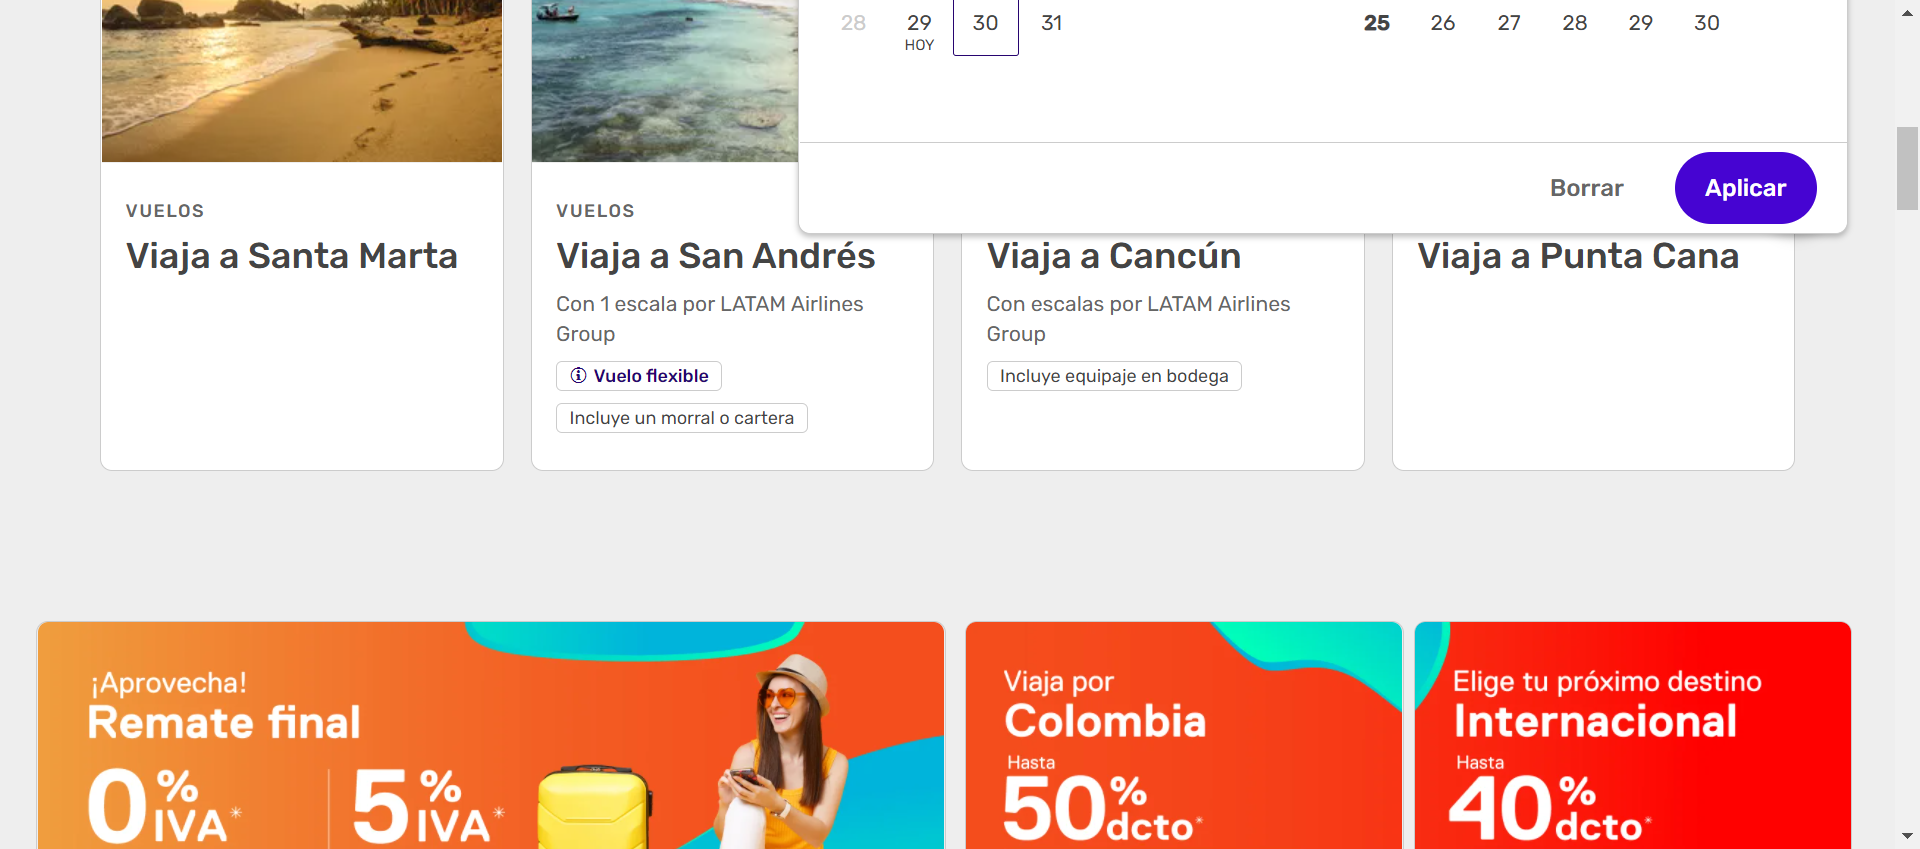 28 29 30 31 25 26 27 28 29 30
HOY
Borrar Aplicar
VUELOS
Viaja a Santa Marta
VUELOS
Viaja a San Andrés
Con 1 escala por LATAM Airlines
Group
Vuelo flexible
Incluye un morral o cartera
Viaja a Cancún
Con escalas por LATAM Airlines
Group
Incluye equipaje en bodega
Viaja a Punta Cana
¡Aprovecha!
Remate final
0% IVA* 5% IVA*
Viaja por
Colombia
Hasta
50% dcto*
Elige tu próximo destino
Internacional
Hasta
40% dcto*